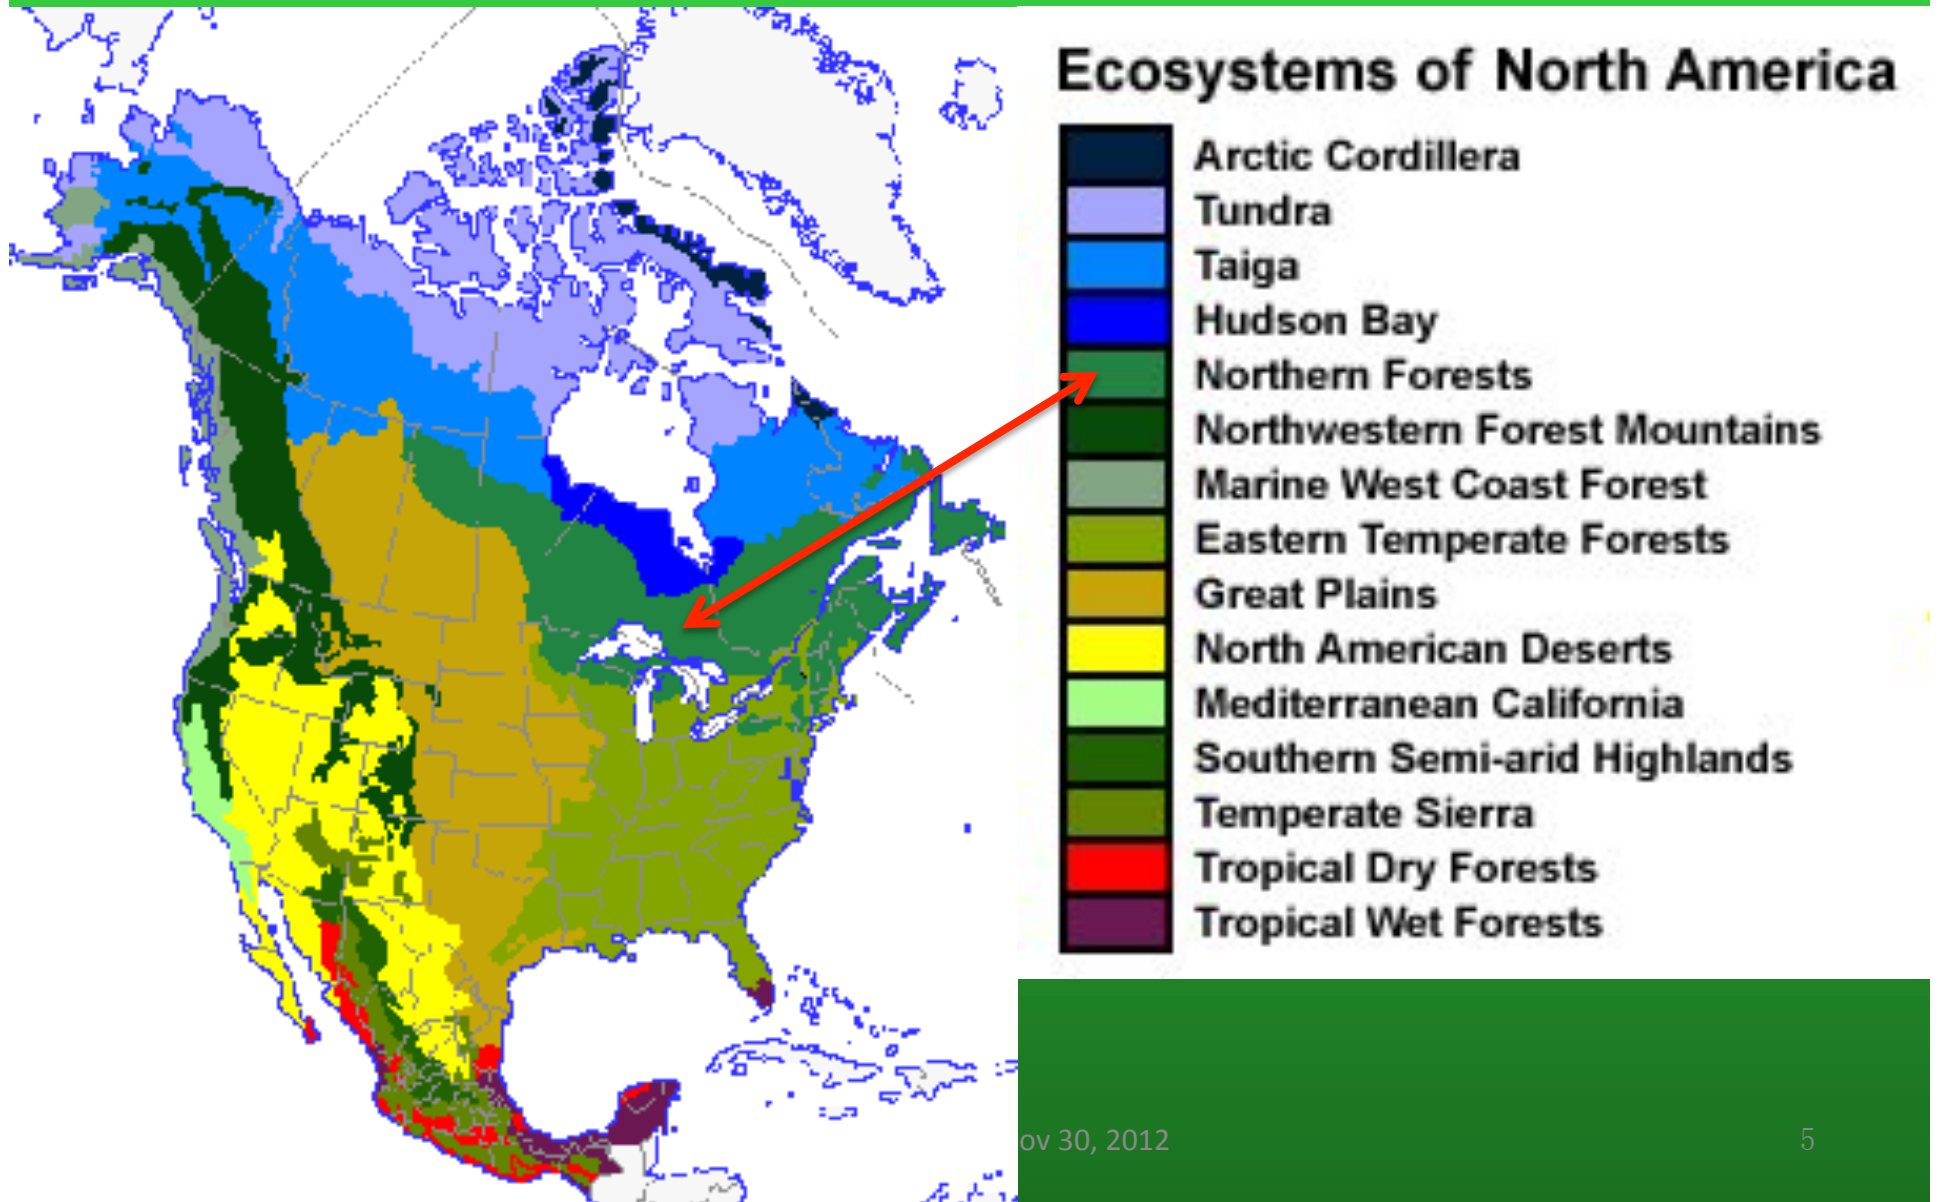 Ecosystems of North America
Arctic Cordillera
Tundra
Taiga
Hudson Bay
Northern Forests
Northwestern Forest Mountains
Marine West Coast Forest
Eastern Temperate Forests
Great Plains
North American Deserts
Mediterranean California
Southern Semi-arid Highlands
Temperate Sierra
Tropical Dry Forests
Tropical Wet Forests
ov 30, 2012
5